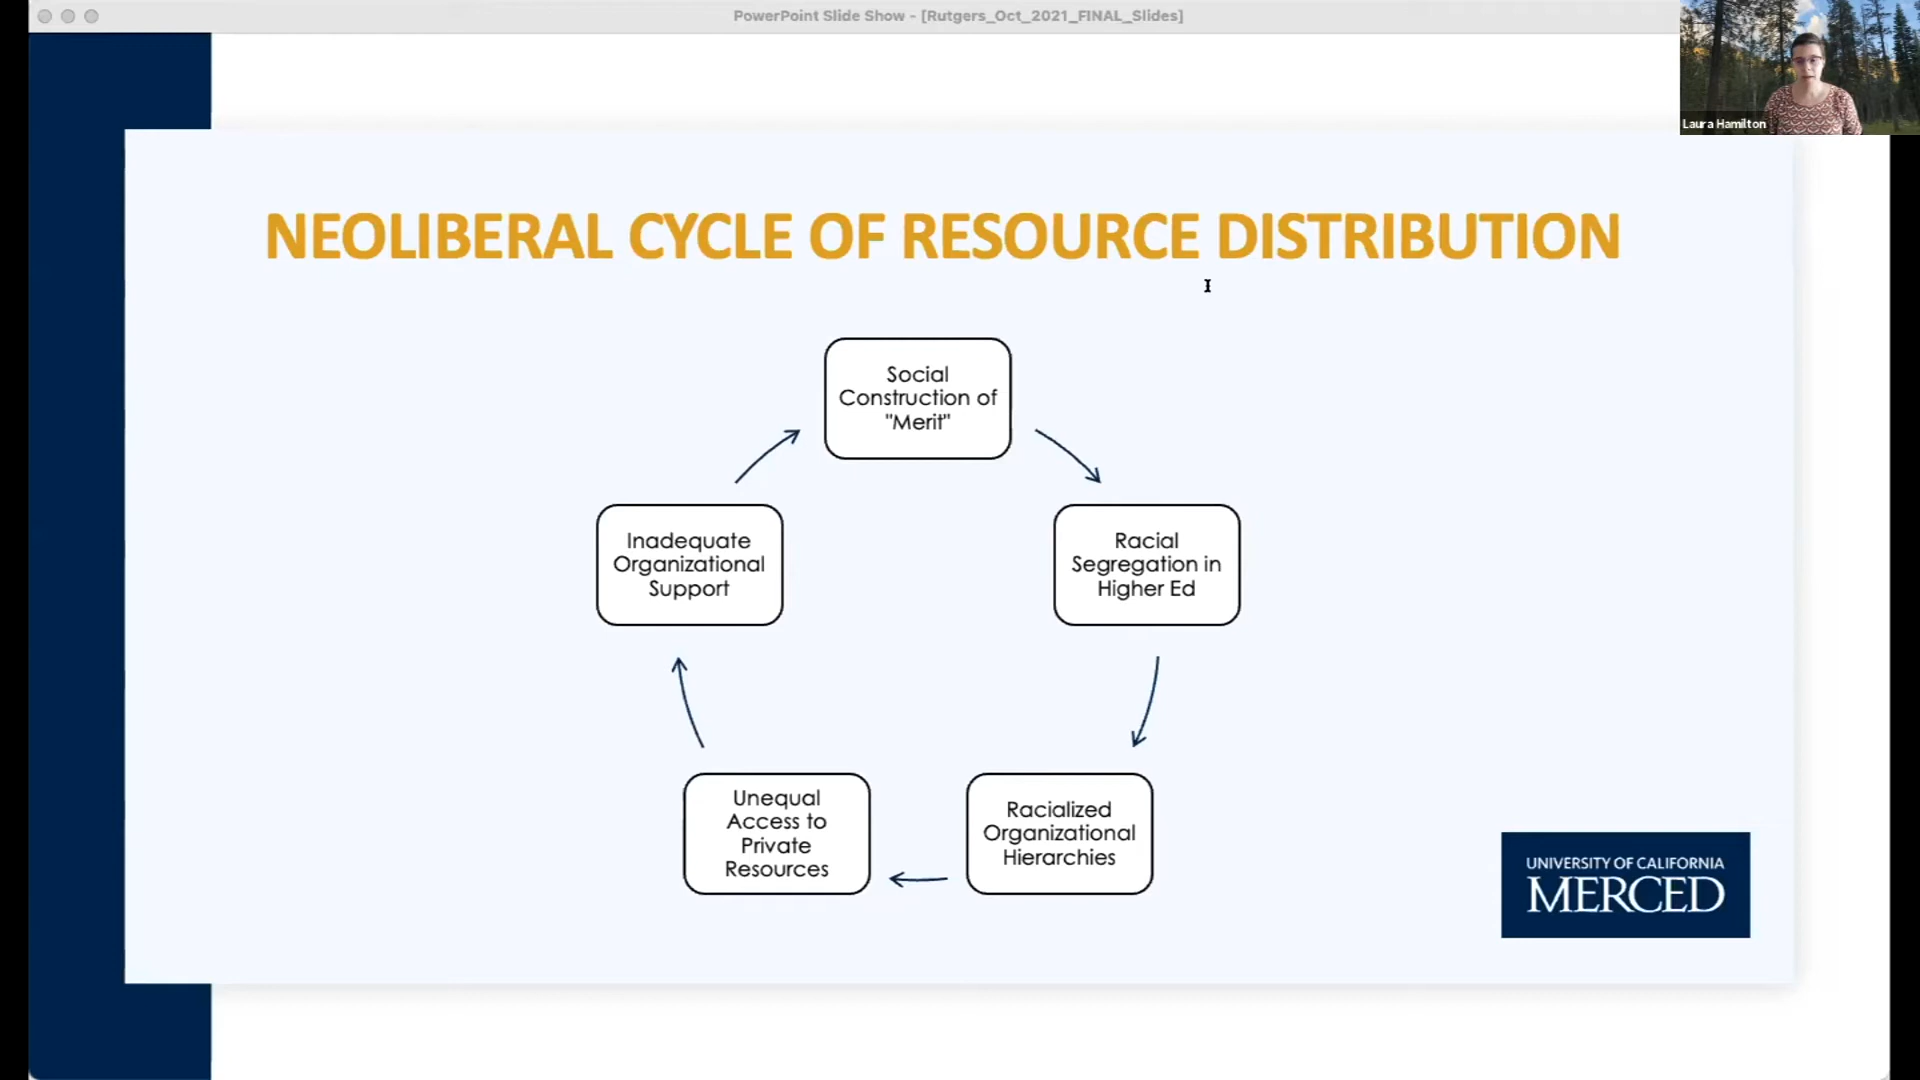 PowerPoint Slide Show - [Rutgers_Oct_2021_FINAL_Slides]
Laura Hamilton
NEOLIBERAL CYCLE OF RESOURCE DISTRIBUTION
Social
Construction of
"Merit"
Racial
Segregation in
Higher Ed
Racialized
Organizational
Hierarchies
Unequal
Access to
Private
Resources
Inadequate
Organizational
Support
UNIVERSITY OF CALIFORNIA
MERCED